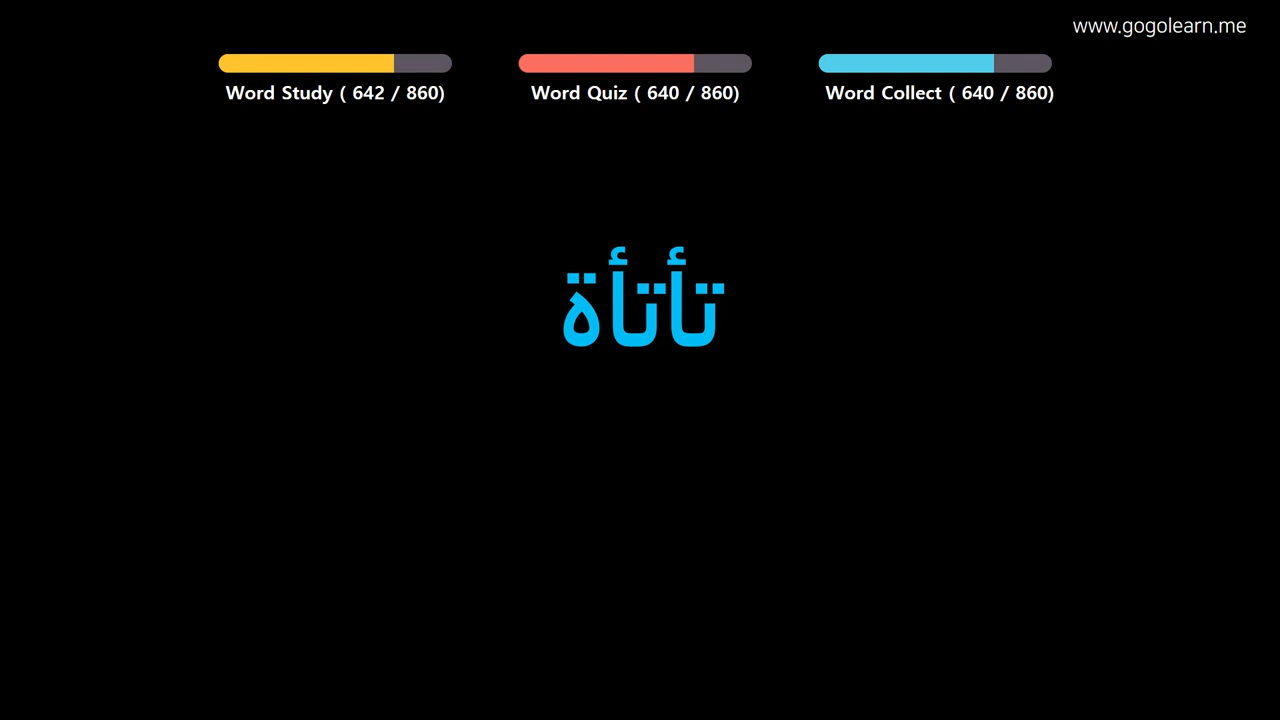 www.gogolearn.me
Word Study ( 642 / 860)
Word Quiz ( 640 / 860)
Word Collect ( 640 / 860)
تأتأة